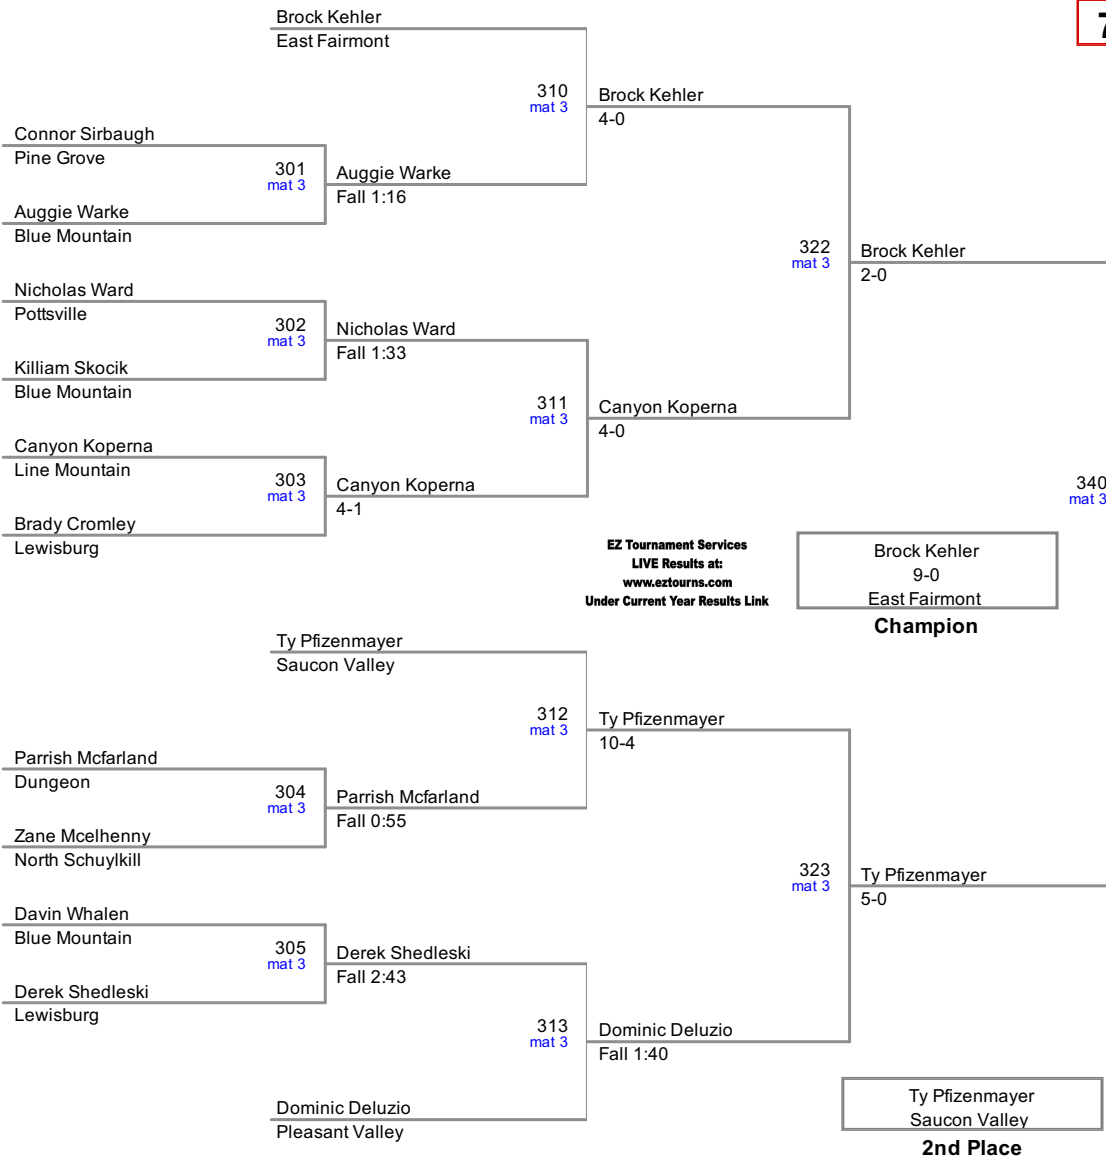 Brock Kehler
East Fairmont
310
mat 3
Brock Kehler
4-0
Connor Sirbaugh
Pine Grove
301
mat 3
Auggie Warke
Fall 1:16
Auggie Warke
Blue Mountain
322
mat 3
Brock Kehler
2-0
Nicholas Ward
Pottsville
302
mat 3
Nicholas Ward
Fall 1:33
Killiam Skocik
Blue Mountain
311
mat 3
Canyon Koperna
4-0
Canyon Koperna
Line Mountain
303
mat 3
Canyon Koperna
4-1
Brady Cromley
Lewisburg
340
mat 3
EZ Tournament Services
LIVE Results at:
www.eztourns.com
Under Current Year Results Link
Brock Kehler
9-0
East Fairmont
Champion
Ty Pfizenmayer
Saucon Valley
312
mat 3
Ty Pfizenmayer
10-4
Parrish Mcfarland
Dungeon
304
mat 3
Parrish Mcfarland
Fall 0:55
Zane Mcelhenny
North Schuylkill
323
mat 3
Ty Pfizenmayer
5-0
Davin Whalen
Blue Mountain
305
mat 3
Derek Shedleski
Fall 2:43
Derek Shedleski
Lewisburg
313
mat 3
Dominic Deluzio
Fall 1:40
Dominic Deluzio
Pleasant Valley
Ty Pfizenmayer
Saucon Valley
2nd Place